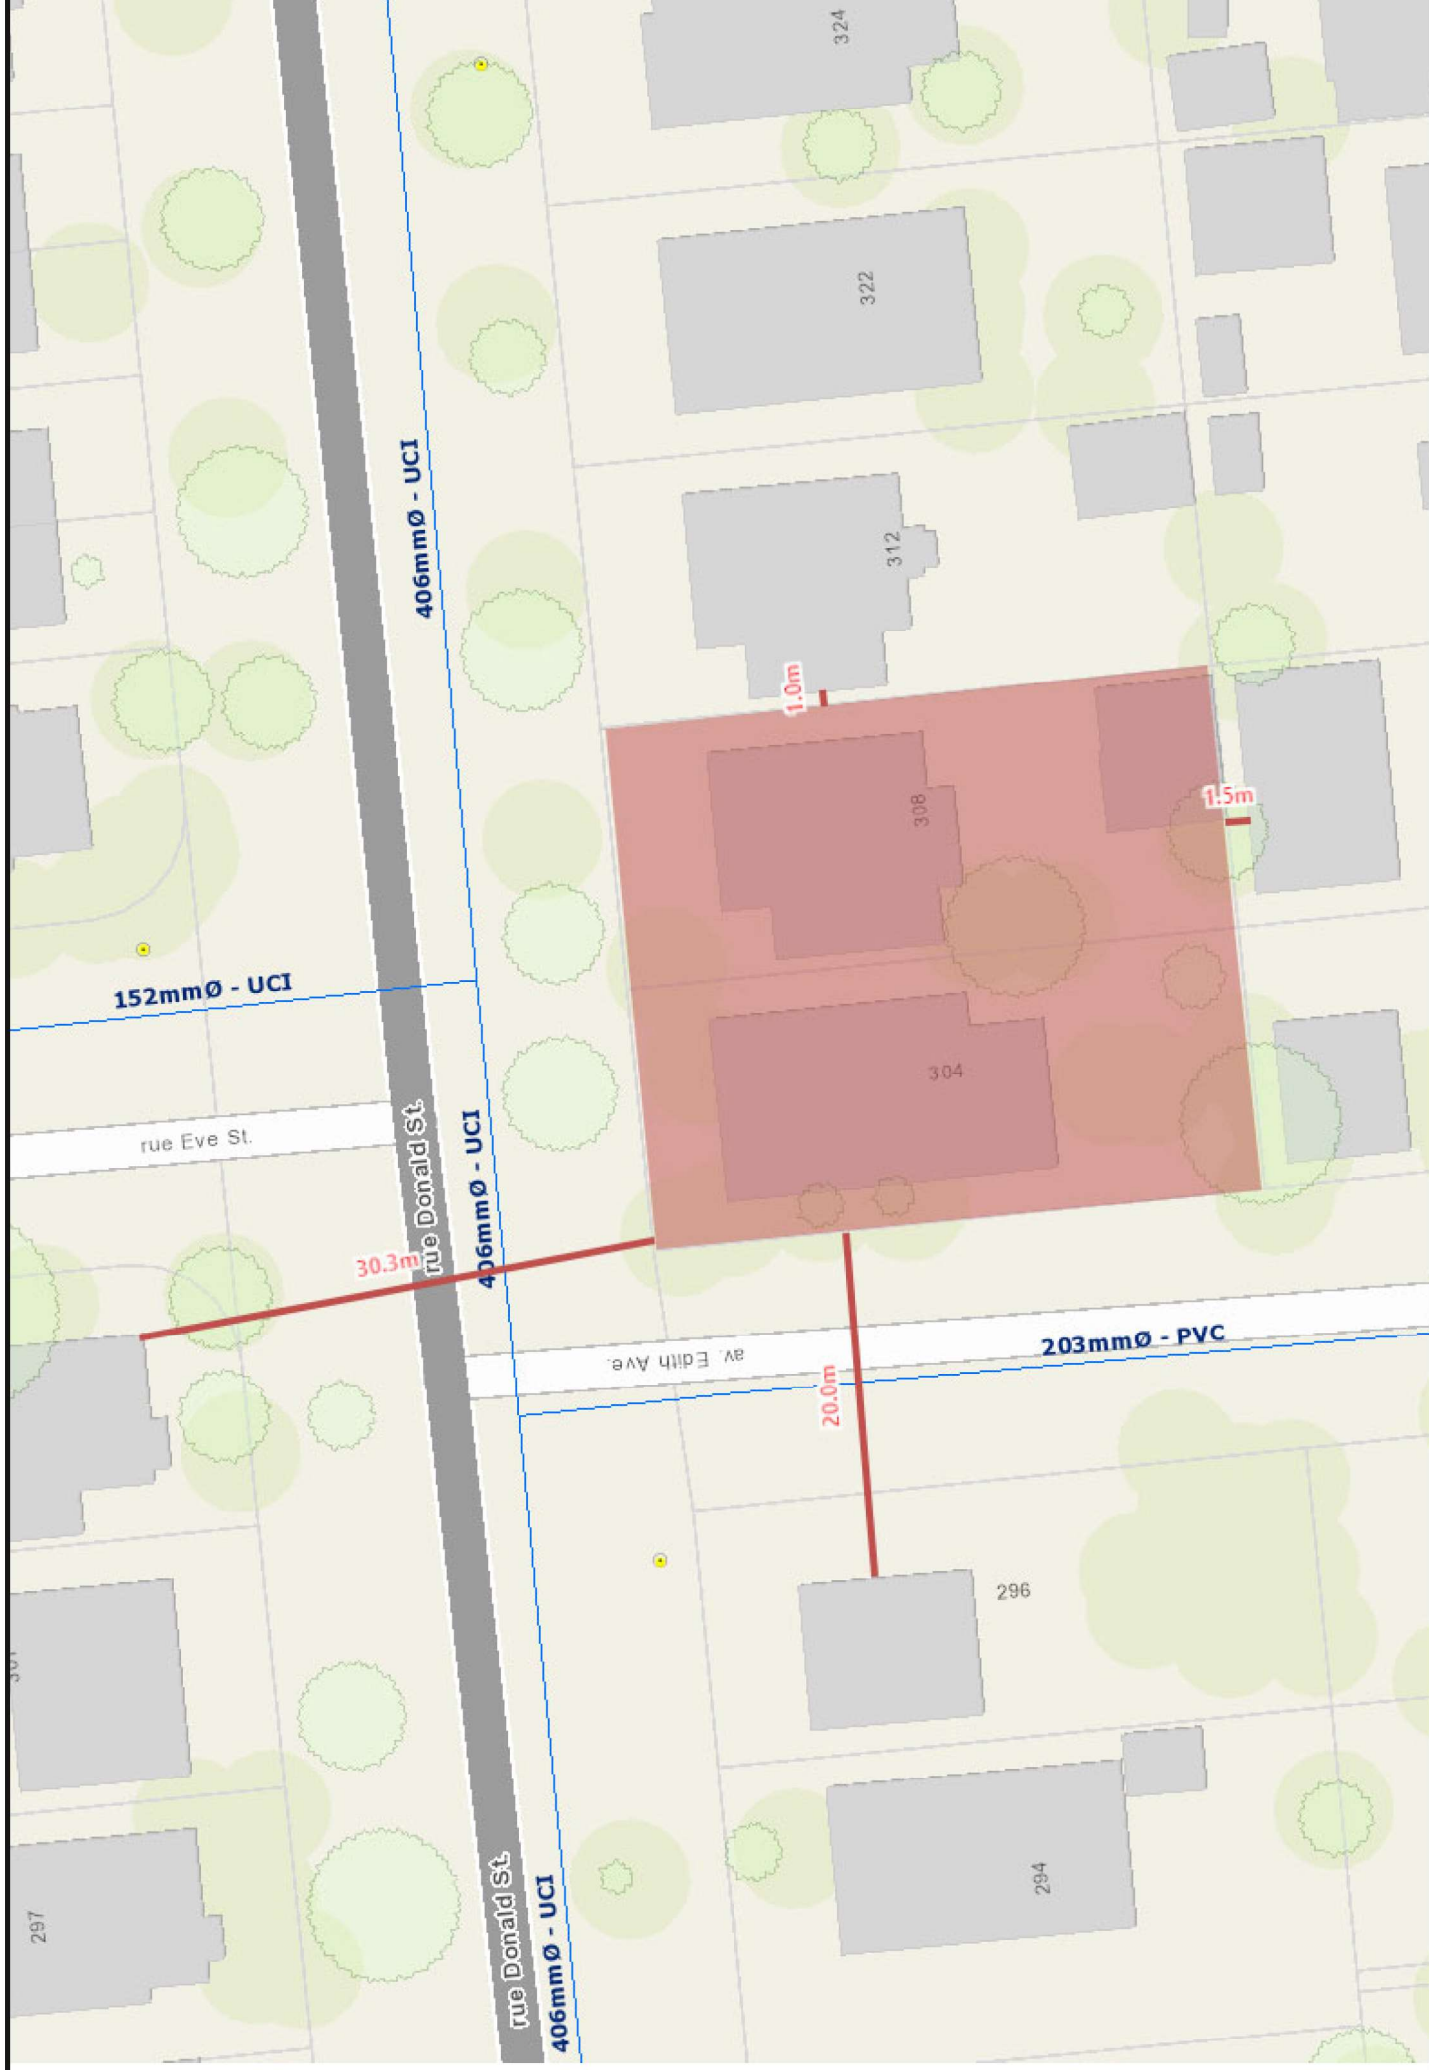 324
322
406mmØ - UCI
312
1.0m
308
1.5m
152mmØ - UCI
304
rue Eve St.
rue Donald St.
406mmØ - UCI
30.3m
av. Edith Ave.
203mmØ - PVC
20.0m
296
294
297
rue Donald St.
406mmØ - UCI